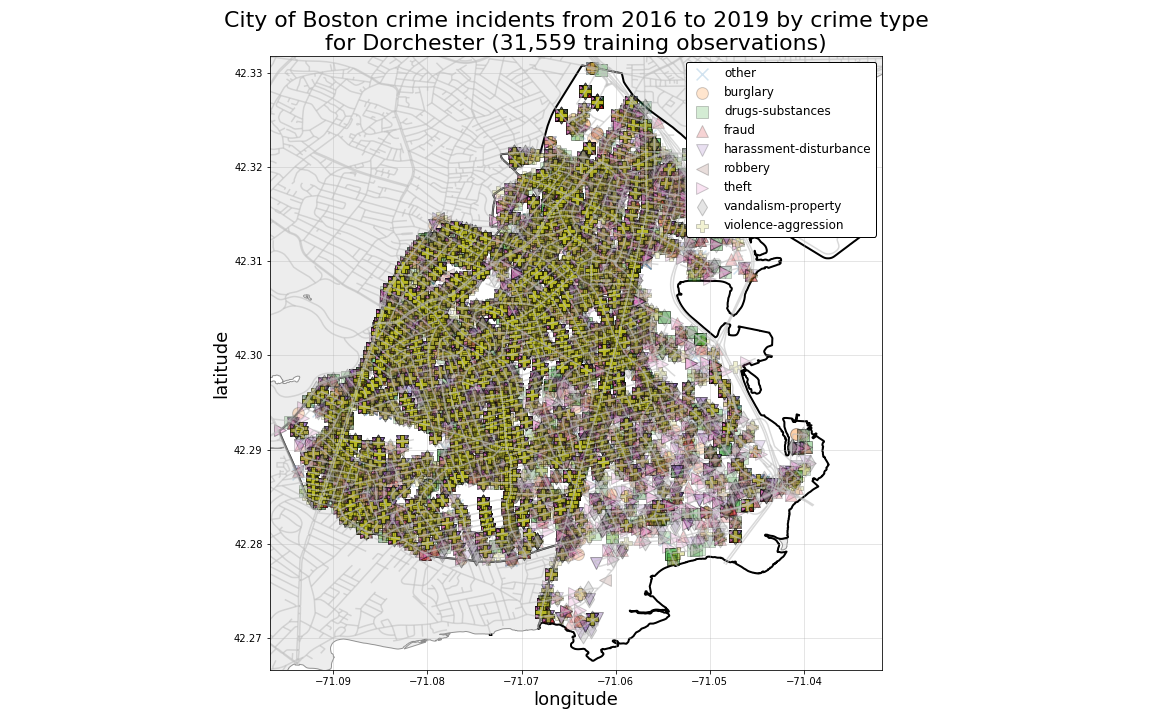 City of Boston crime incidents from 2016 to 2019 by crime type
for Dorchester (31,559 training observations)
other
burglary
drugs-substances
fraud
harassment-disturbance
robbery
theft
vandalism-property
violence-aggression
latitude
42.33
42.32
42.31
42.30
42.29
42.28
42.27
−71.09
−71.08
−71.07
−71.06
−71.05
−71.04
longitude